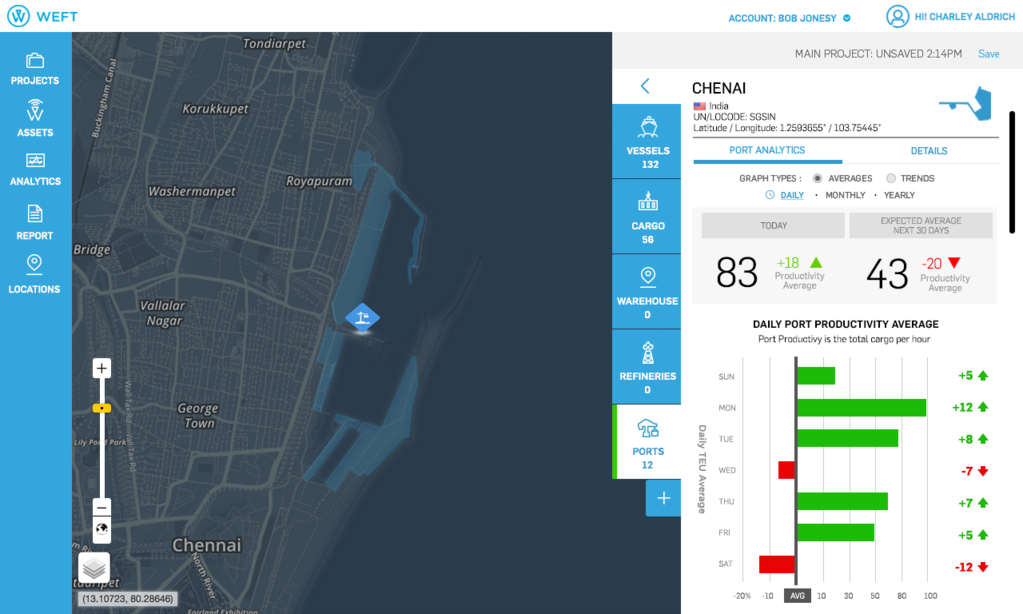 WEFT
ACCOUNT: BOB JONESY
HI! CHARLEY ALDRICH
PROJECTS
ASSETS
ANALYTICS
REPORT
LOCATIONS
Tondiarpet
Buckingham Canal
Korukkupet
Washermanpet
Royapuram
Bridge
Vallalar
Nagar
George
Town
Lily Pond Park
Wall Tax Rd
Wall Tax Rd
Chennai
North River
(13.10723, 80.28646)
Fairland Exhibition
MAIN PROJECT: UNSAVED 2:14PM
Save
VESSELS
132
CARGO
56
WAREHOUSE
0
REFINERIES
0
PORTS
12
CHENAI
India
UN/LOCODE: SGSIN
Latitude / Longitude: 1.2593655° / 103.75445°
PORT ANALYTICS
DETAILS
GRAPH TYPES : AVERAGES TRENDS
DAILY • MONTHLY • YEARLY
TODAY
EXPECTED AVERAGE
NEXT 30 DAYS
83
+18
Productivity
Average
43
-20
Productivity
Average
DAILY PORT PRODUCTIVITY AVERAGE
Port Productivy is the total cargo per hour
Daily TEU Average
SUN +5
MON +12
TUE +8
WED -7
THU +7
FRI +5
SAT -12
-20% -10 AVG 10 30 50 80 100